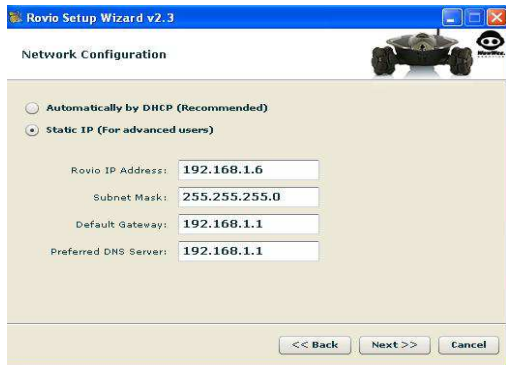 Rovio Setup Wizard v2.3
Network Configuration
Automatically by DHCP (Recommended)
Static IP (For advanced users)
Rovio IP Address: 192.168.1.6
Subnet Mask: 255.255.255.0
Default Gateway: 192.168.1.1
Preferred DNS Server: 192.168.1.1
<< Back Next >> Cancel